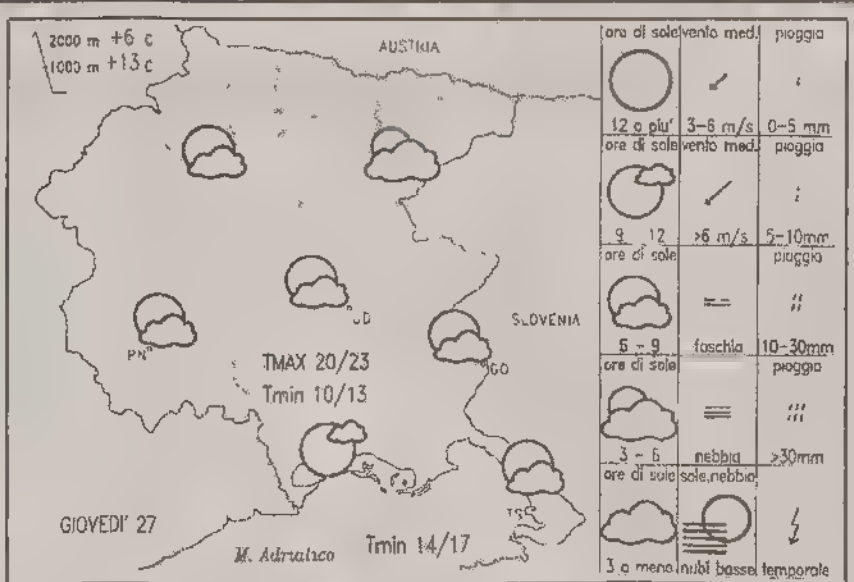 2000 m +6 c
1000 m +13 c
AUSTRIA
SLOVENIA
UD
PN
GO
TS
TMAX 20/23
Tmin 10/13
GIOVEDI' 27
M. Adriatico
Tmin 14/17
ore di sole vento med. pioggia
12 o piu' 3-6 m/s 0-5 mm
ore di sole vento med. pioggia
9 12 >6 m/s 5-10mm
ore di sole pioggia
6 - 9 foschia 10-30mm
ore di sole pioggia
3 - 6 nebbia >30mm
ore di sole sole,nebbia
3 o meno nubi basse temporale